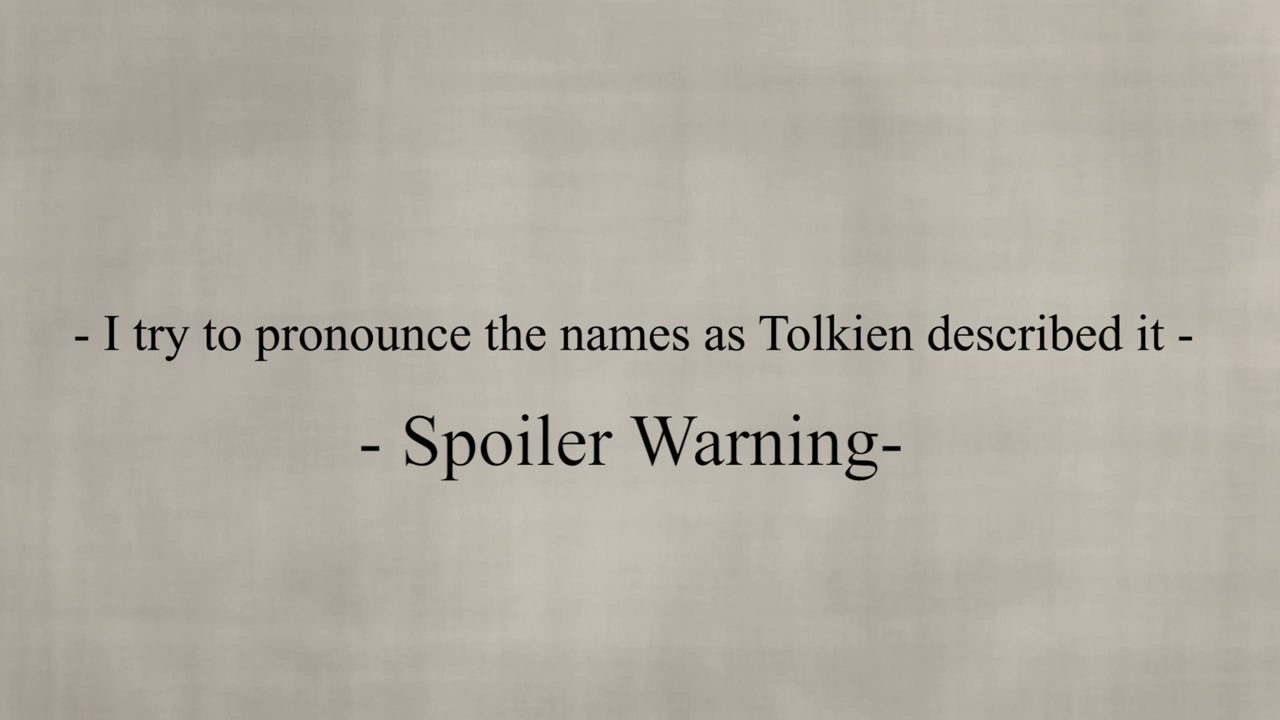 - I try to pronounce the names as Tolkien described it -
- Spoiler Warning-